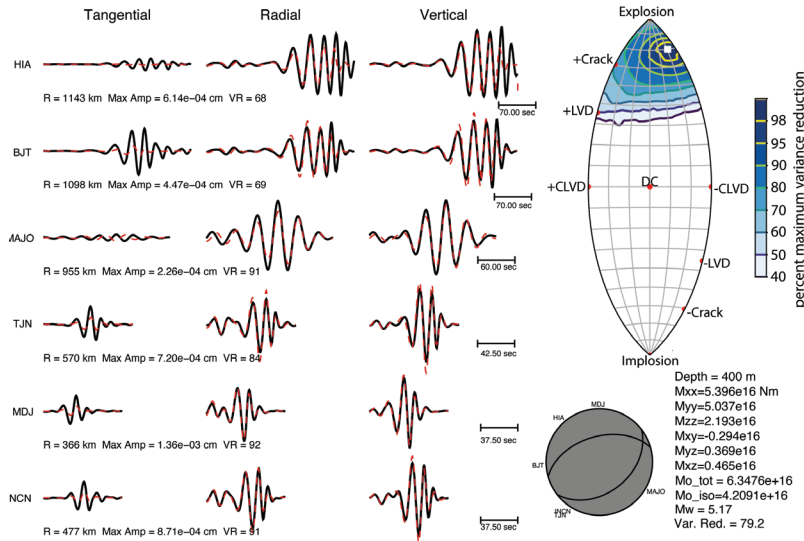 Tangential Radial Vertical
HIA
R = 1143 km Max Amp = 6.14e−04 cm VR = 68
70.00 sec
BJT
R = 1098 km Max Amp = 4.47e−04 cm VR = 69
70.00 sec
MAJO
R = 955 km Max Amp = 2.26e−04 cm VR = 91
60.00 sec
TJN
R = 570 km Max Amp = 7.20e−04 cm VR = 84
42.50 sec
MDJ
R = 366 km Max Amp = 1.36e−03 cm VR = 92
37.50 sec
NCN
R = 477 km Max Amp = 8.71e−04 cm VR = 91
37.50 sec
Explosion
+Crack
+LVD
DC
+CLVD
-CLVD
-LVD
-Crack
Implosion
98
95
90
80
70
60
50
40
percent maximum variance reduction
MDJ
HIA
BJT
MAJO
NCN
TJN
Depth = 400 m
Mxx=5.396e16 Nm
Myy=5.037e16
Mzz=2.193e16
Mxy=-0.294e16
Myz=0.369e16
Mxz=0.465e16
Mo_tot = 6.3476e+16
Mo_iso=4.2091e+16
Mw = 5.17
Var. Red. = 79.2